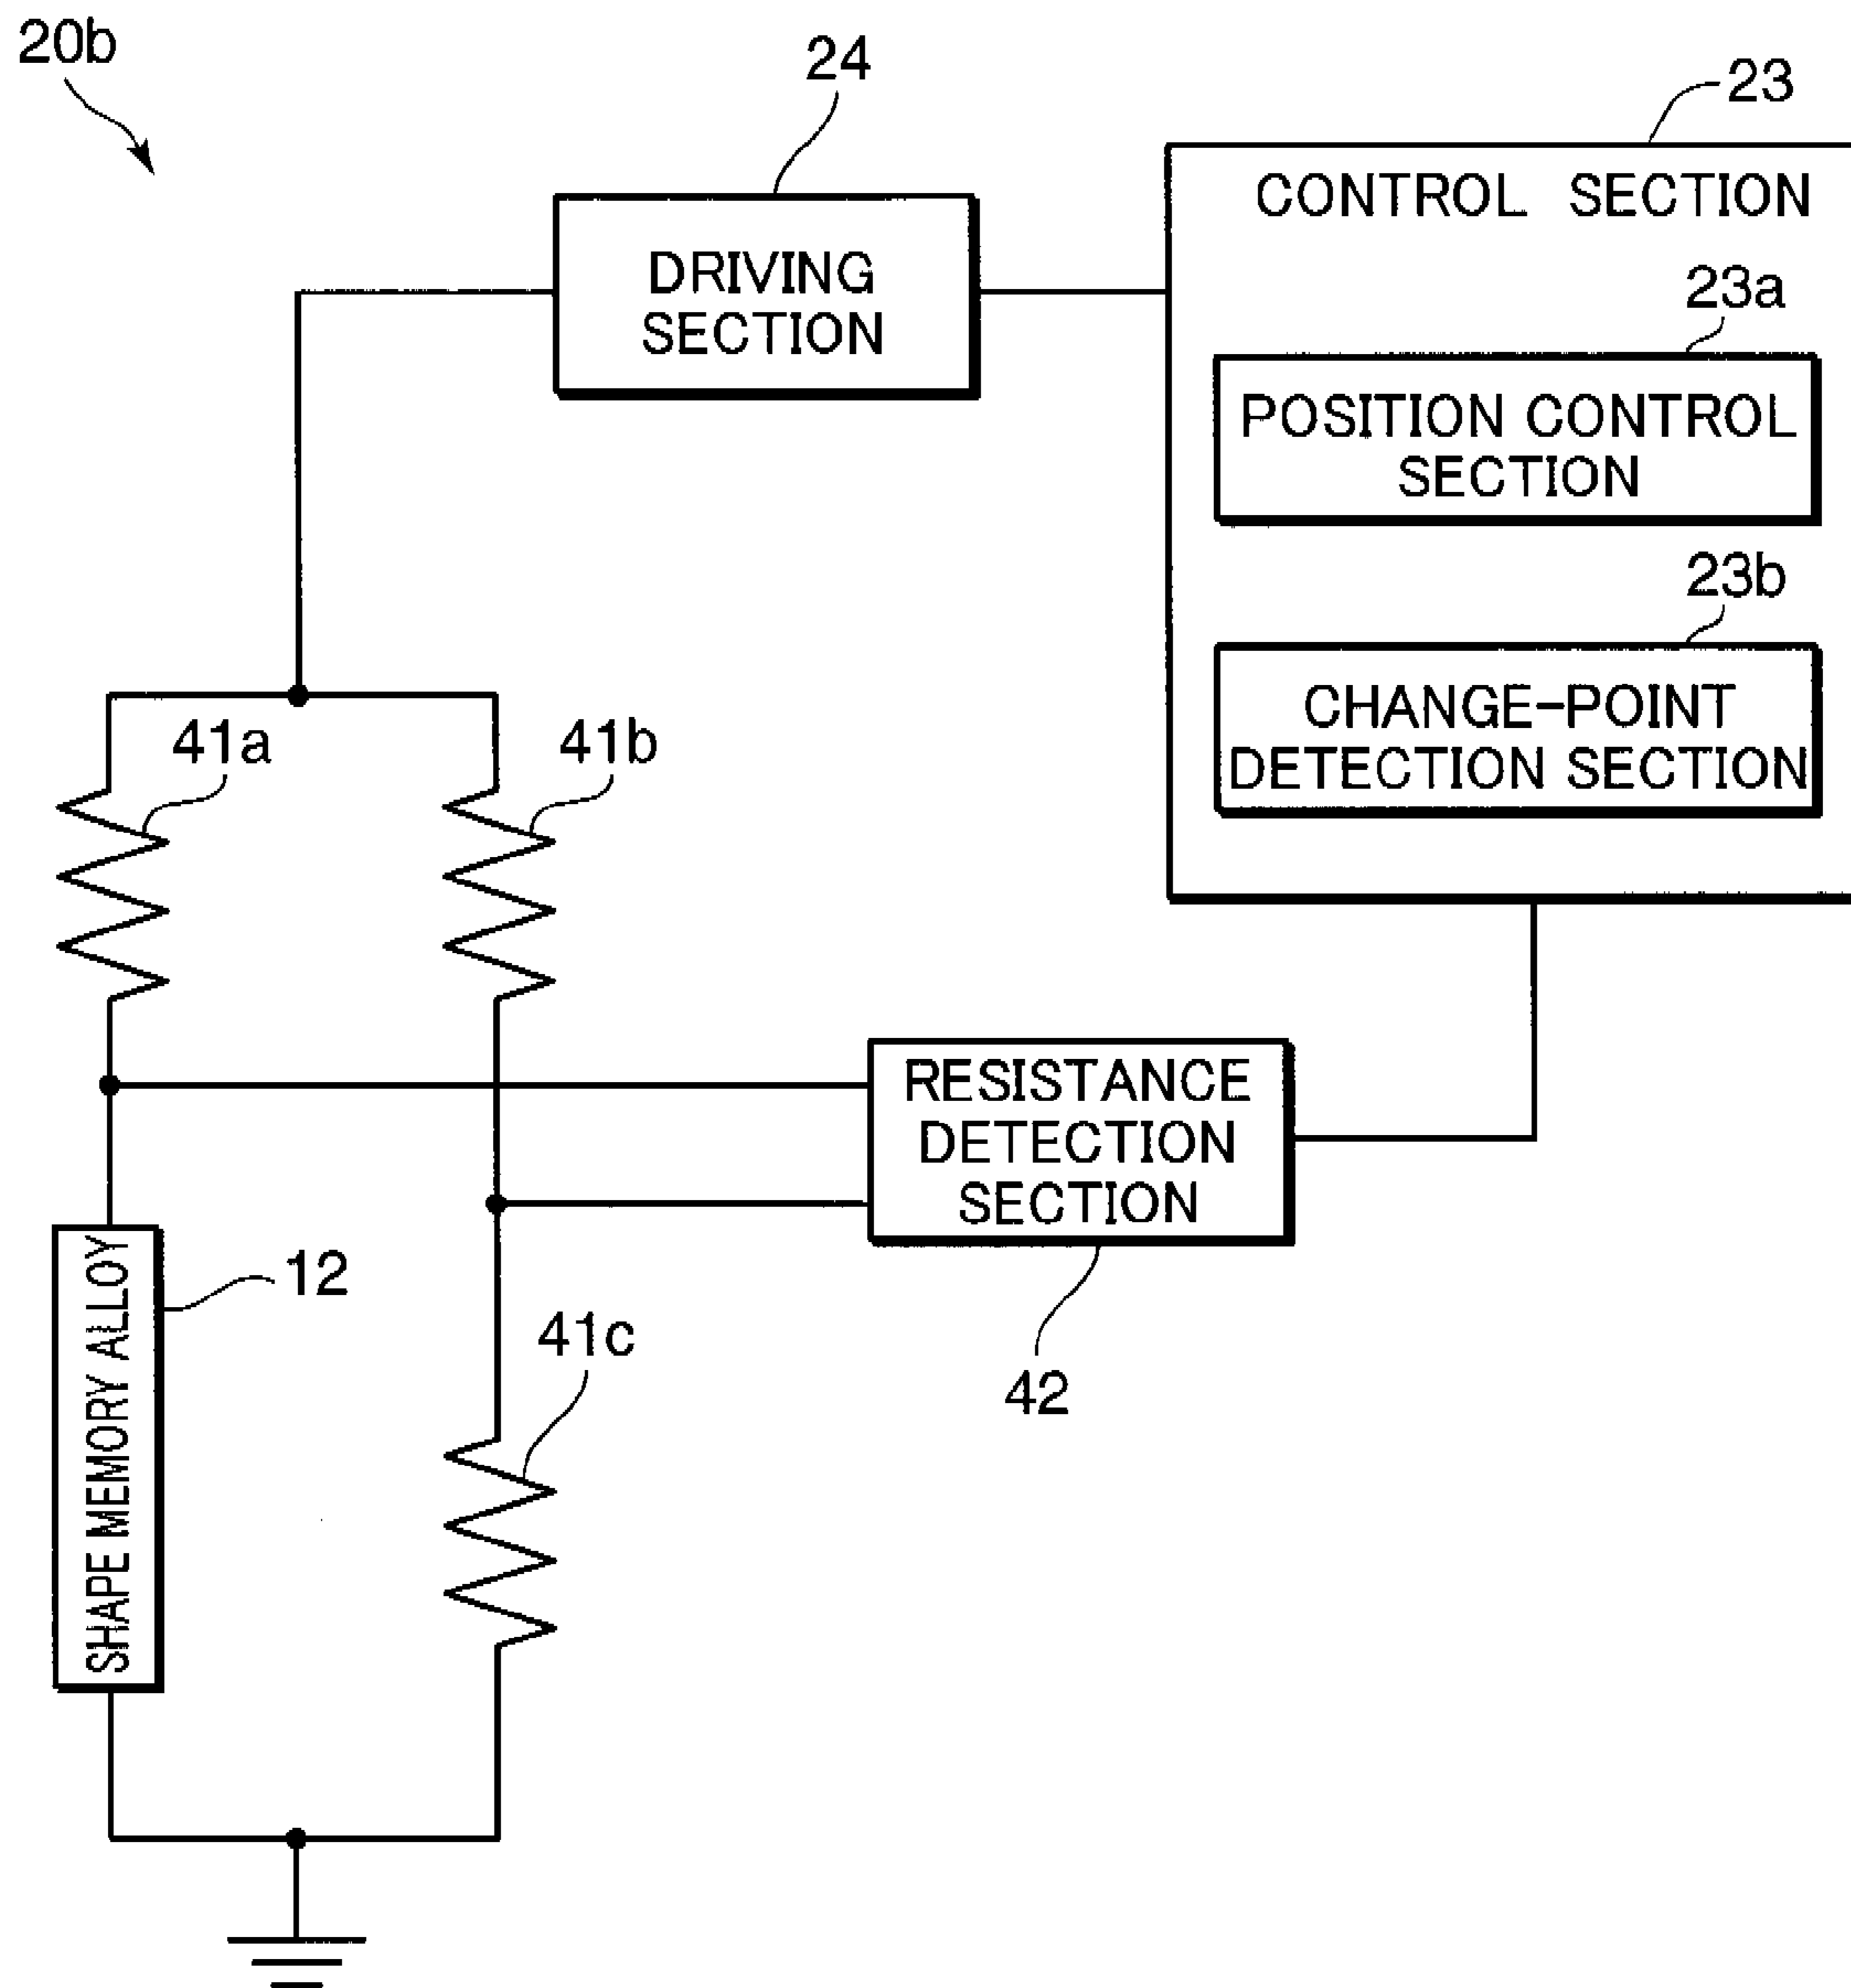 20b
24
23
CONTROL SECTION
DRIVING
SECTION
23a
POSITION CONTROL
SECTION
23b
CHANGE-POINT
DETECTION SECTION
41a
41b
RESISTANCE
DETECTION
SECTION
42
SHAPE MEMORY ALLOY
12
41c